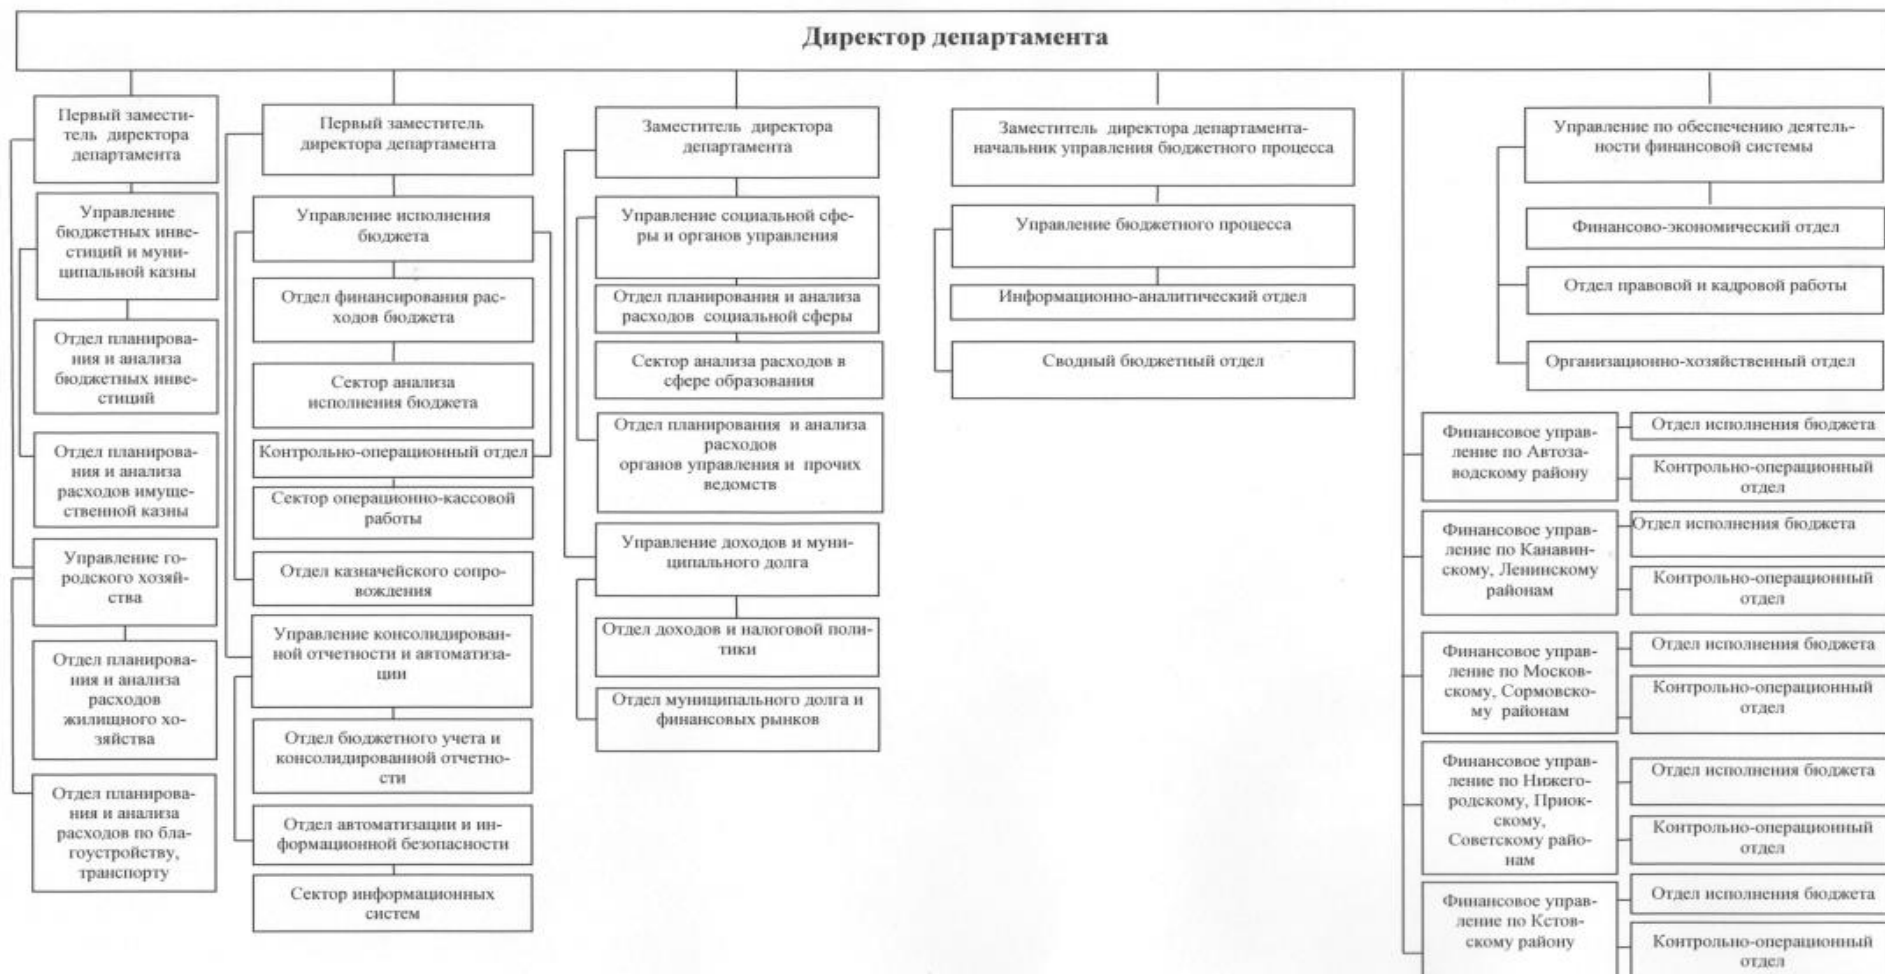 Директор департамента
Первый замести-
тель директора
департамента
Управление
бюджетных инве-
стиций и муни-
ципальной казны
Отдел планирова-
ния и анализа
бюджетных инве-
стиций
Отдел планирова-
ния и анализа
расходов имуще-
ственной казны
Управление го-
родского хозяй-
ства
Отдел планирова-
ния и анализа
расходов
жилищного хо-
зяйства
Отдел планирова-
ния и анализа
расходов по бла-
гоустройству,
транспорту
Первый заместитель
директора департамента
Управление исполнения
бюджета
Отдел финансирования рас-
ходов бюджета
Сектор анализа
исполнения бюджета
Контрольно-операционный отдел
Сектор операционно-кассовой
работы
Отдел казначейского сопро-
вождения
Управление консолидирован-
ной отчетности и автоматиза-
ции
Отдел бюджетного учета и
консолидированной отчетно-
сти
Отдел автоматизации и ин-
формационной безопасности
Сектор информационных
систем
Заместитель директора
департамента
Управление социальной сфе-
ры и органов управления
Отдел планирования и анализа
расходов социальной сферы
Сектор анализа расходов в
сфере образования
Отдел планирования и анализа
расходов
органов управления и прочих
ведомств
Управление доходов и муни-
ципального долга
Отдел доходов и налоговой поли-
тики
Отдел муниципального долга и
финансовых рынков
Заместитель директора департамента-
начальник управления бюджетного процесса
Управление бюджетного процесса
Информационно-аналитический отдел
Сводный бюджетный отдел
Управление по обеспечению деятель-
ности финансовой системы
Финансово-экономический отдел
Отдел правовой и кадровой работы
Организационно-хозяйственный отдел
Финансовое управ-
ление по Автоза-
водскому району
Отдел исполнения бюджета
Контрольно-операционный
отдел
Финансовое управ-
ление по Канавин-
скому, Ленинскому
районам
Отдел исполнения бюджета
Контрольно-операционный
отдел
Финансовое управ-
ление по Москов-
скому, Сормовско-
му районам
Отдел исполнения бюджета
Контрольно-операционный
отдел
Финансовое управ-
ление по Нижего-
родскому, Приок-
скому,
Советскому райо-
нам
Отдел исполнения бюджета
Контрольно-операционный
отдел
Финансовое управ-
ление по Кстов-
скому району
Отдел исполнения бюджета
Контрольно-операционный
отдел